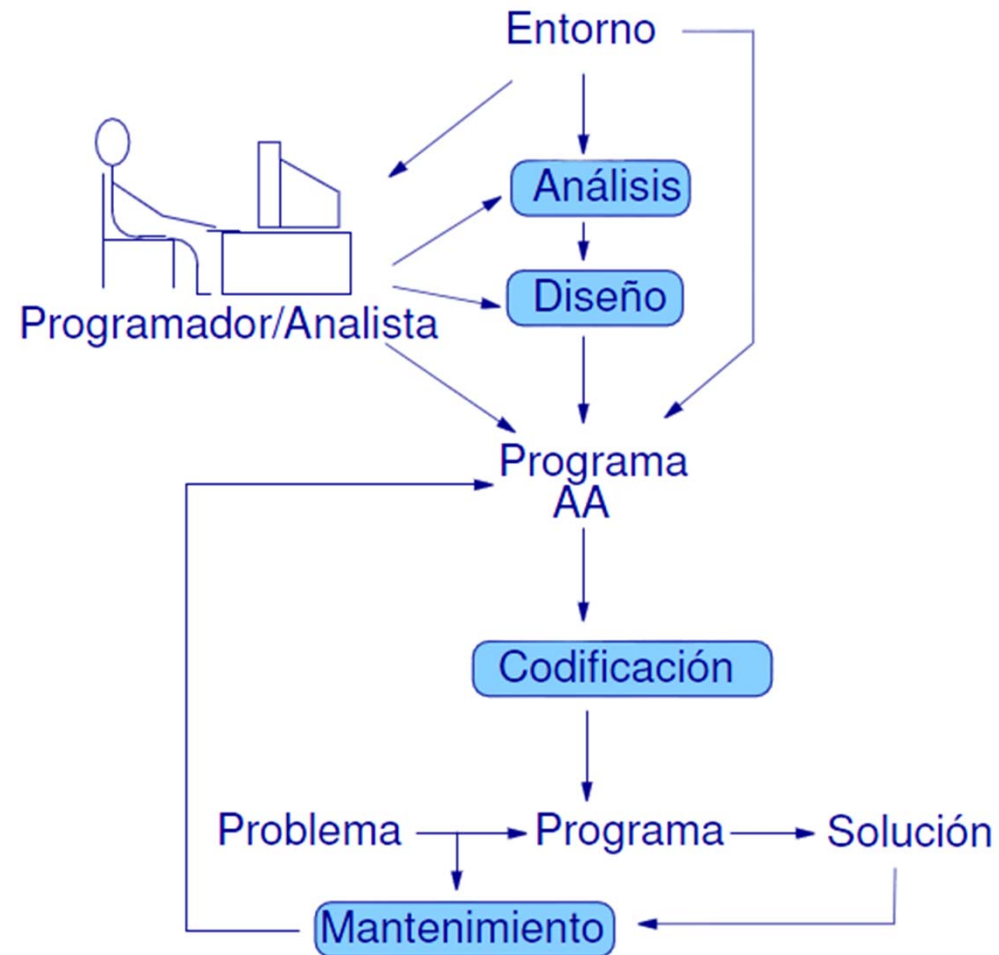 Entorno
Análisis
Diseño
Programador/Analista
Programa
AA
Codificación
Problema
Programa
Solución
Mantenimiento